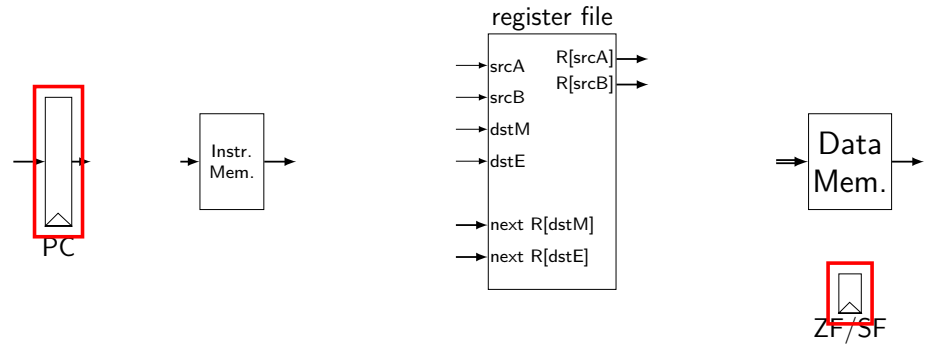 register file
srcA
R[srcA]
srcB
R[srcB]
dstM
dstE
next R[dstM]
next R[dstE]
PC
Instr.
Mem.
Data
Mem.
ZF/SF